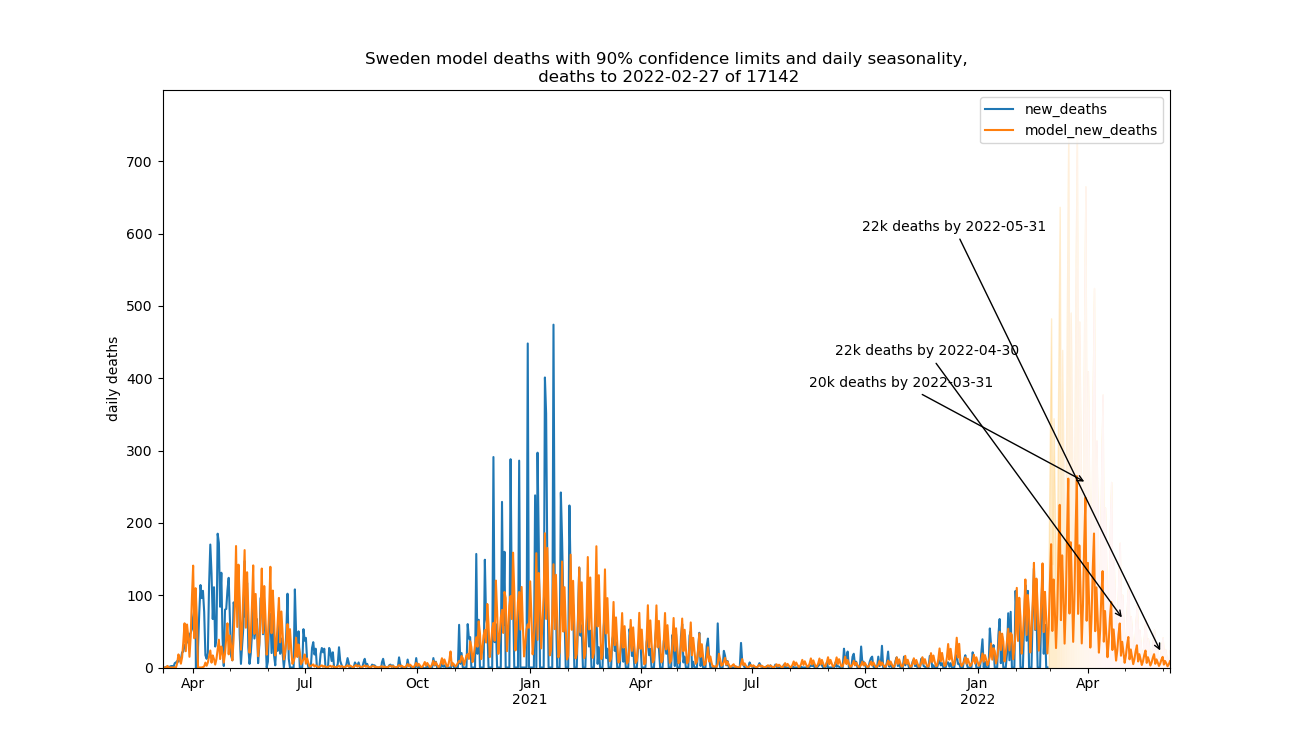 Sweden model deaths with 90% confidence limits and daily seasonality,
deaths to 2022-02-27 of 17142
new_deaths
model_new_deaths
700
600
500
400
300
200
100
0
daily deaths
22k deaths by 2022-05-31
22k deaths by 2022-04-30
20k deaths by 2022-03-31
Apr Jul Oct Jan Apr Jul Oct Jan Apr
2021 2022